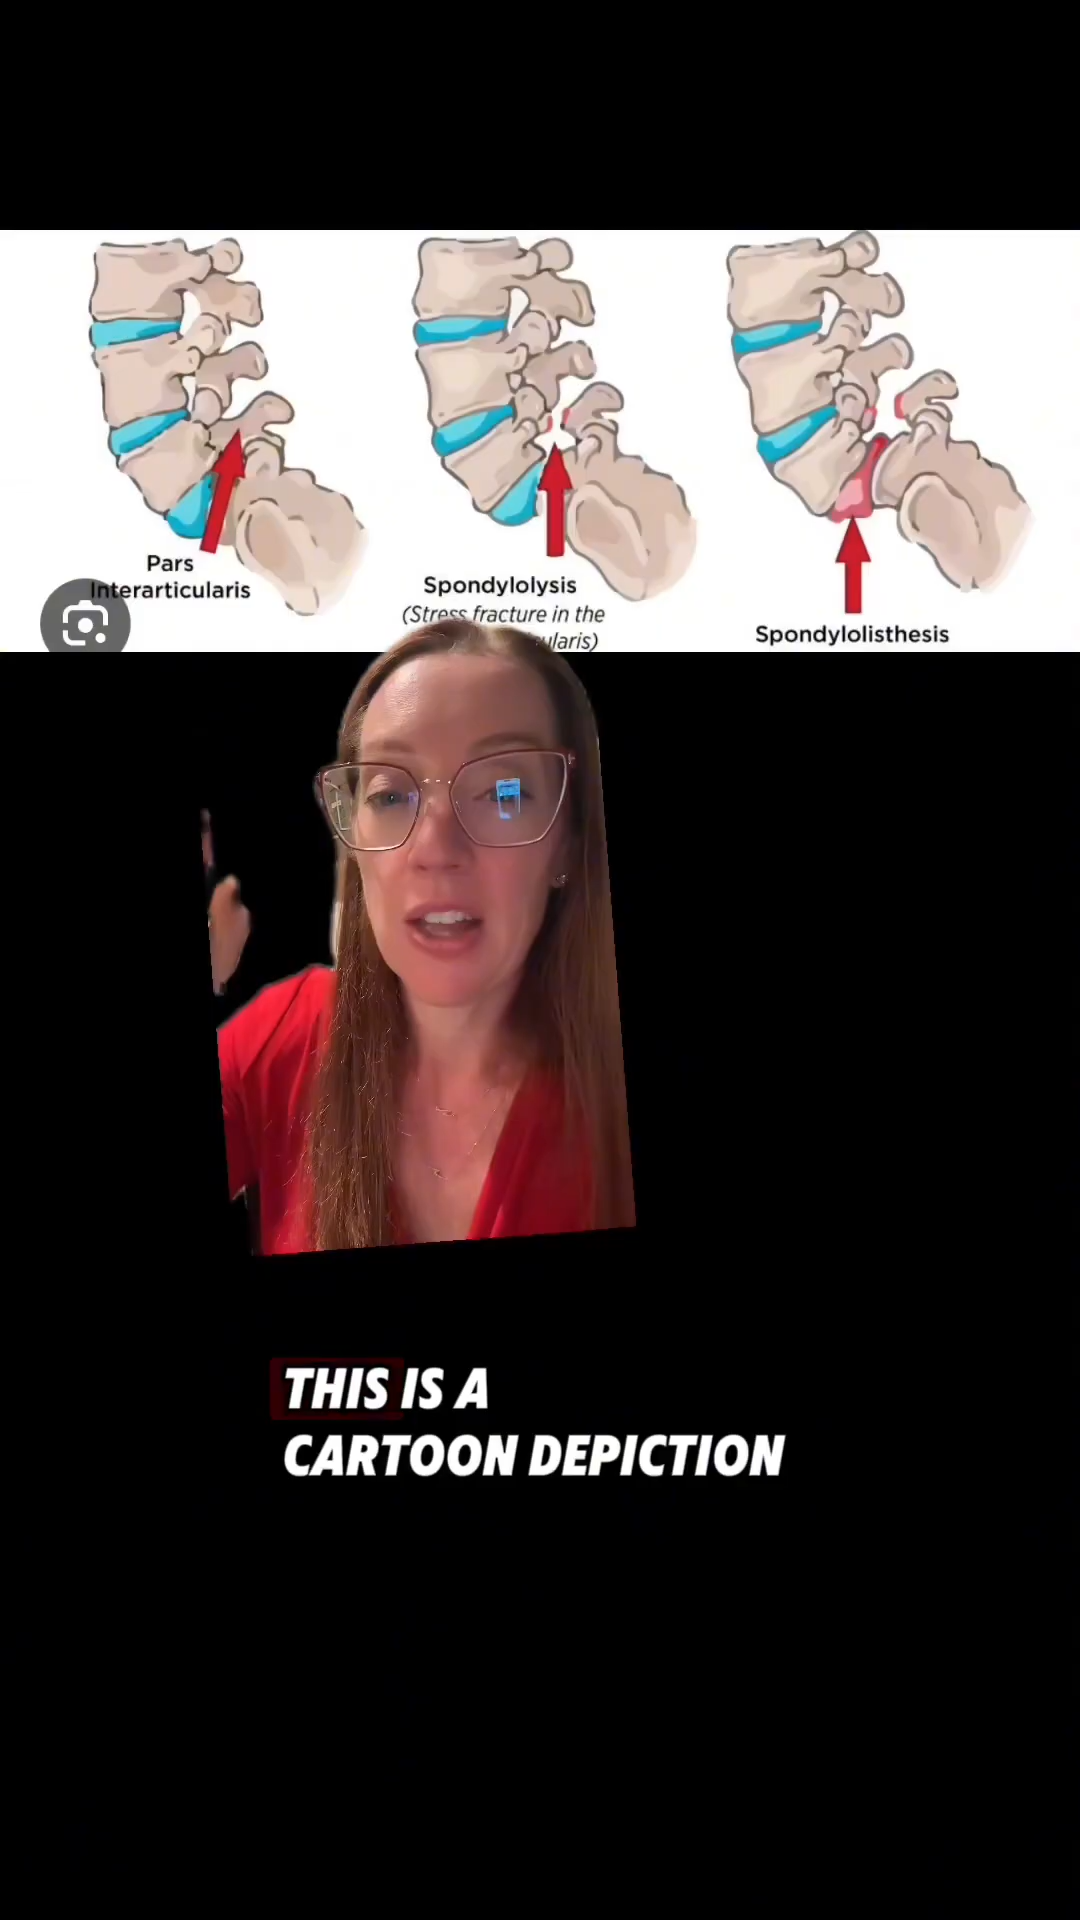 Pars
Interarticularis
Spondylolysis
(Stress fracture in the
Spondylolisthesis
THIS IS A
CARTOON DEPICTION